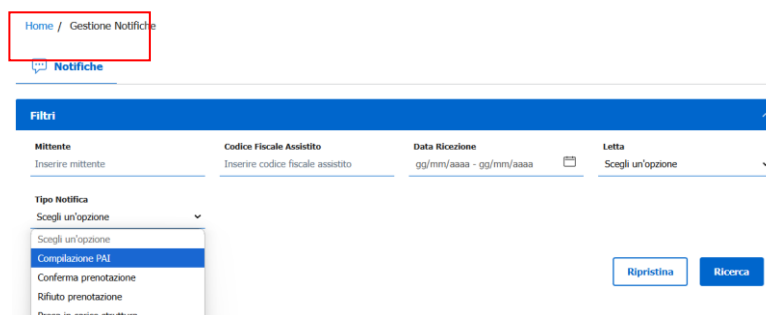 Home / Gestione Notifiche
Notifiche
Filtri
Mittente Codice Fiscale Assistito Data Ricezione Letta
Inserire mittente Inserire codice fiscale assistito gg/mm/aaaa - gg/mm/aaaa Scegli un'opzione
Tipo Notifica
Scegli un'opzione
Scegli un'opzione
Compilazione PAI
Conferma prenotazione
Rifiuto prenotazione
Ripristina Ricerca